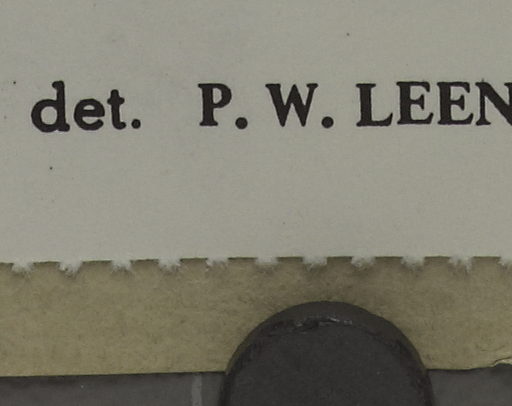 det. P. W. LEEN